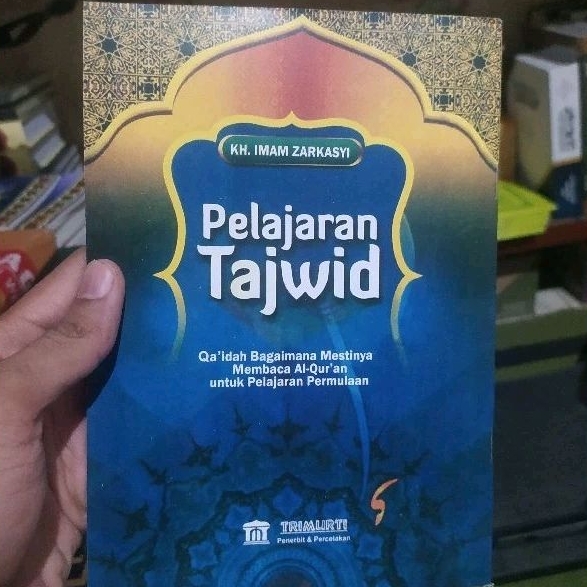 KH. IMAM ZARKASYI
Pelajaran
Tajwid
Qa'idah Bagaimana Mestinya
Membaca Al-Qur'an
untuk Pelajaran Permulaan
TRIMURTI
Penerbit & Percetakan